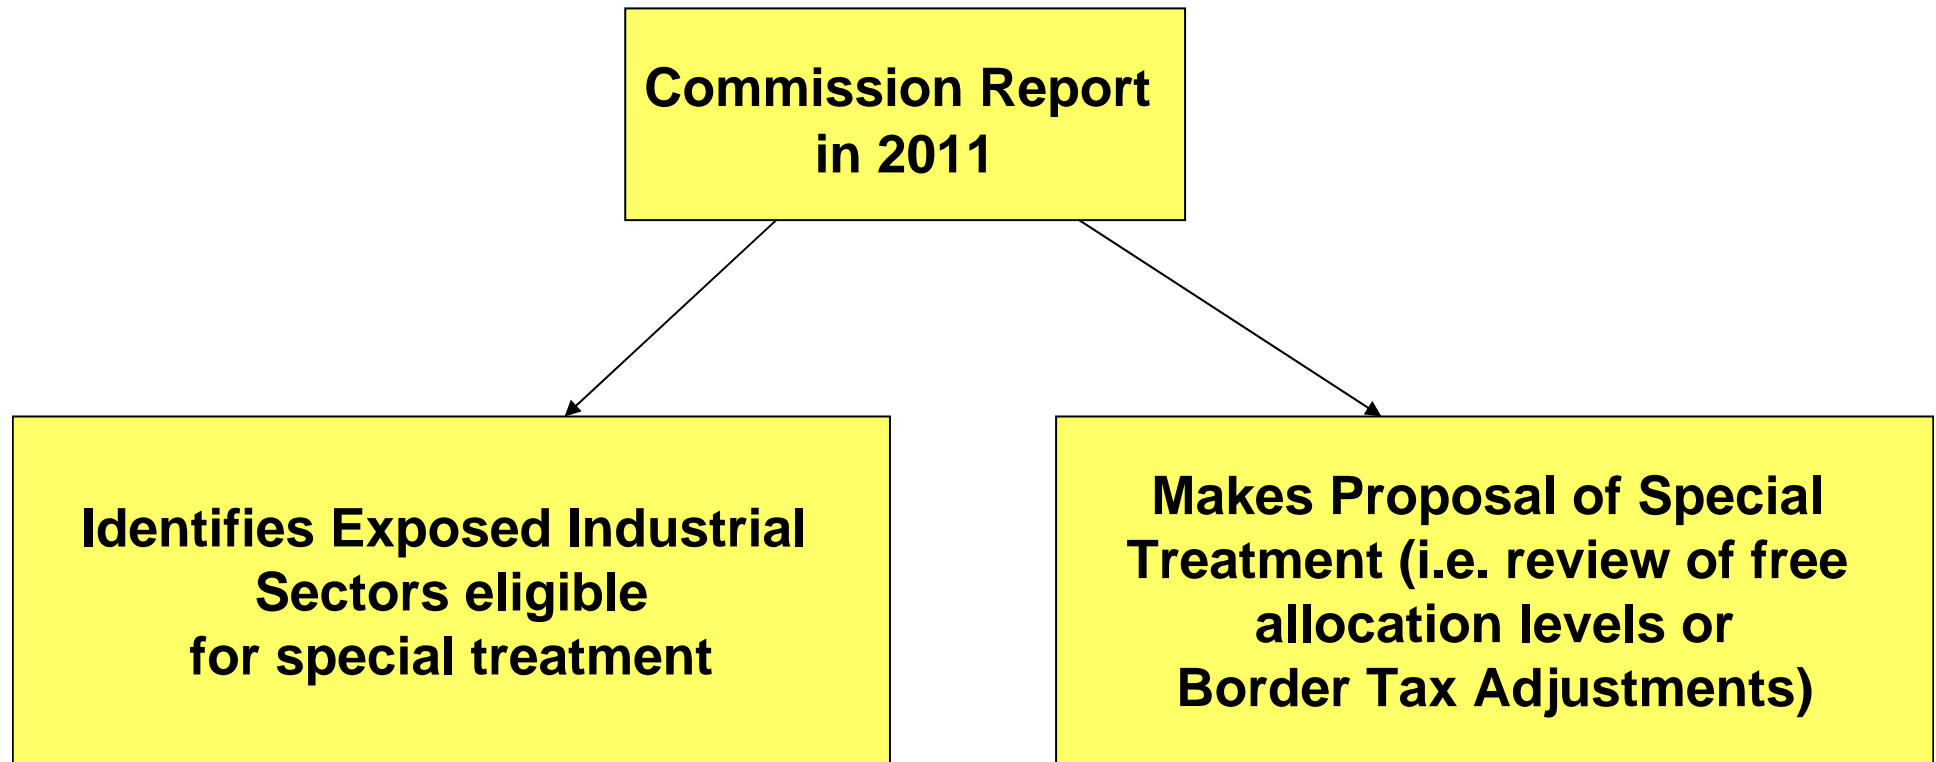 Commission Report
in 2011
Identifies Exposed Industrial
Sectors eligible
for special treatment
Makes Proposal of Special
Treatment (i.e. review of free
allocation levels or
Border Tax Adjustments)